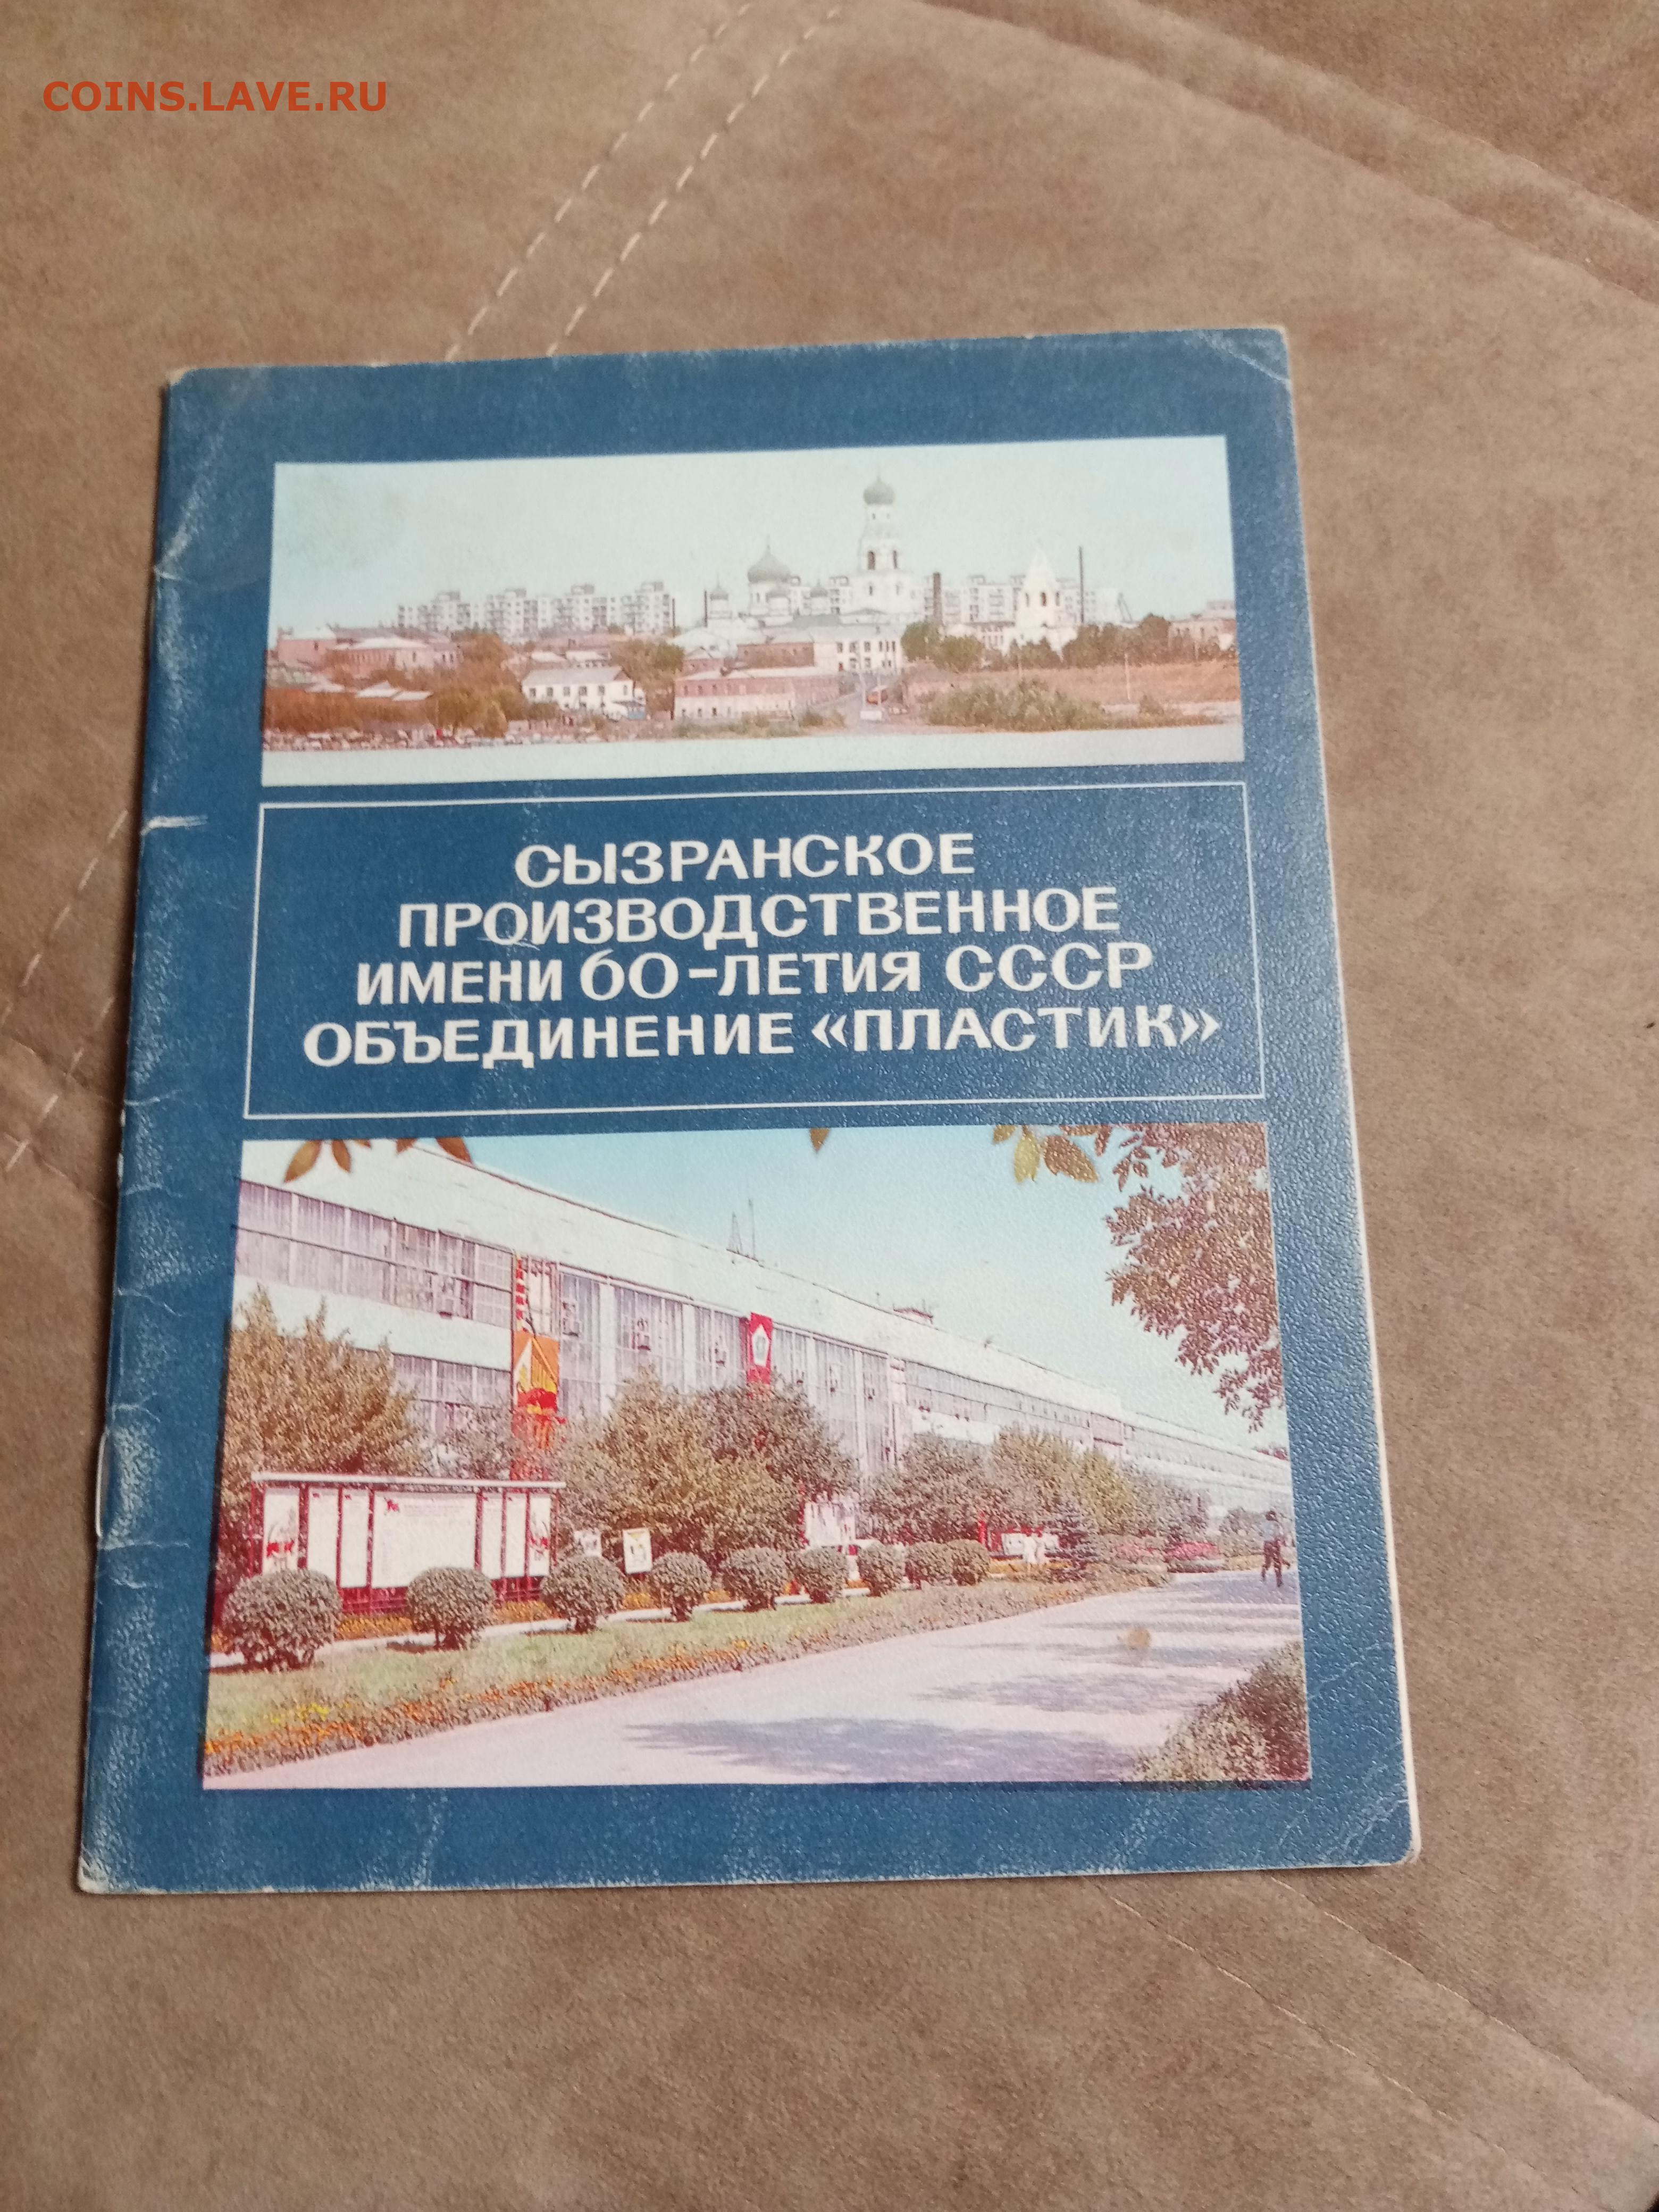 COINS.LAVE.RU
СЫЗРАНСКОЕ
ПРОИЗВОДСТВЕННОЕ
ИМЕНИ 60-ЛЕТИЯ СССР
ОБЪЕДИНЕНИЕ «ПЛАСТИК»